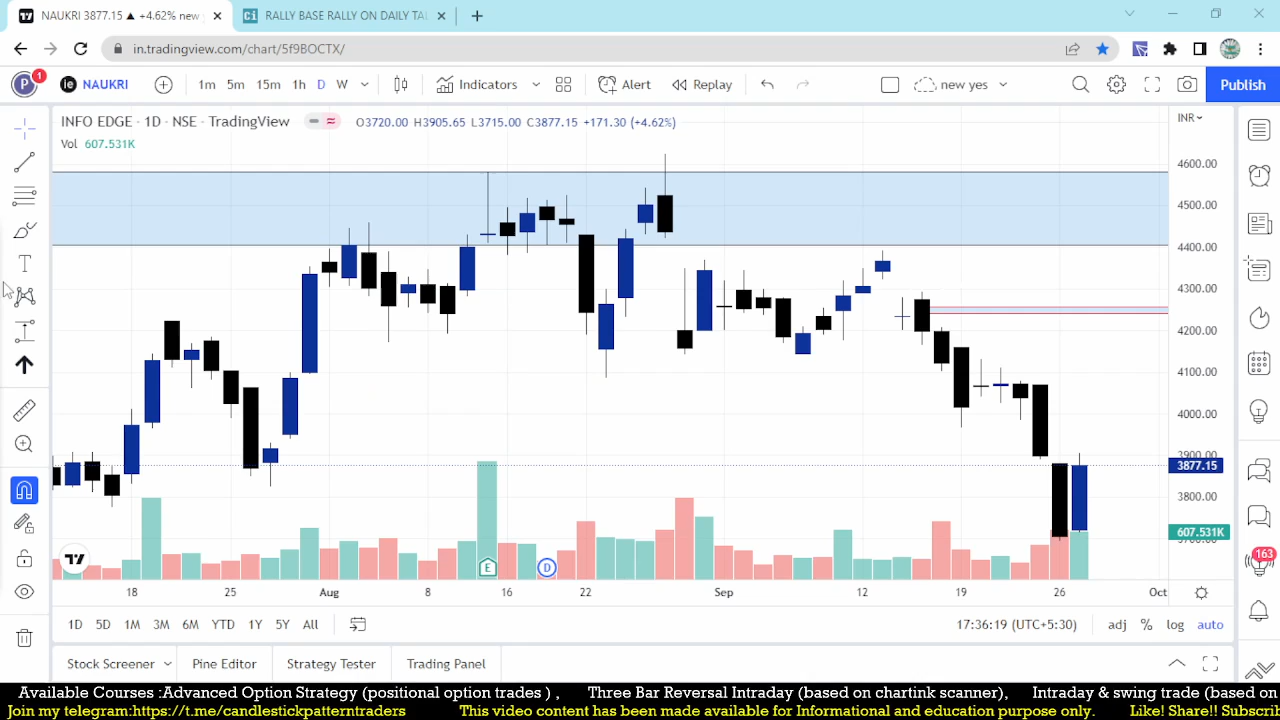 NAUKRI 3877.15 ▲ +4.62% new y
RALLY BASE RALLY ON DAILY TAI
in.tradingview.com/chart/5f9BOCTX/
P 1 ie NAUKRI 1m 5m 15m 1h D W Indicators Alert Replay new yes Publish
INFO EDGE · 1D · NSE · TradingView O3720.00 H3905.65 L3715.00 C3877.15 +171.30 (+4.62%) INR
Vol 607.531K
4600.00
4500.00
4400.00
4300.00
4200.00
4100.00
4000.00
3900.00
3877.15
3800.00
607.531K
163
E D
18 25 Aug 8 16 22 Sep 12 19 26 Oct
1D 5D 1M 3M 6M YTD 1Y 5Y All 17:36:19 (UTC+5:30) adj % log auto
Stock Screener Pine Editor Strategy Tester Trading Panel
Available Courses :Advanced Option Strategy (positional option trades ) , Three Bar Reversal Intraday (based on chartink scanner), Intraday & swing trade (based on
Join my telegram:https://t.me/candlestickpatterntraders This video content has been made available for Informational and education purpose only. Like! Share!! Subscri